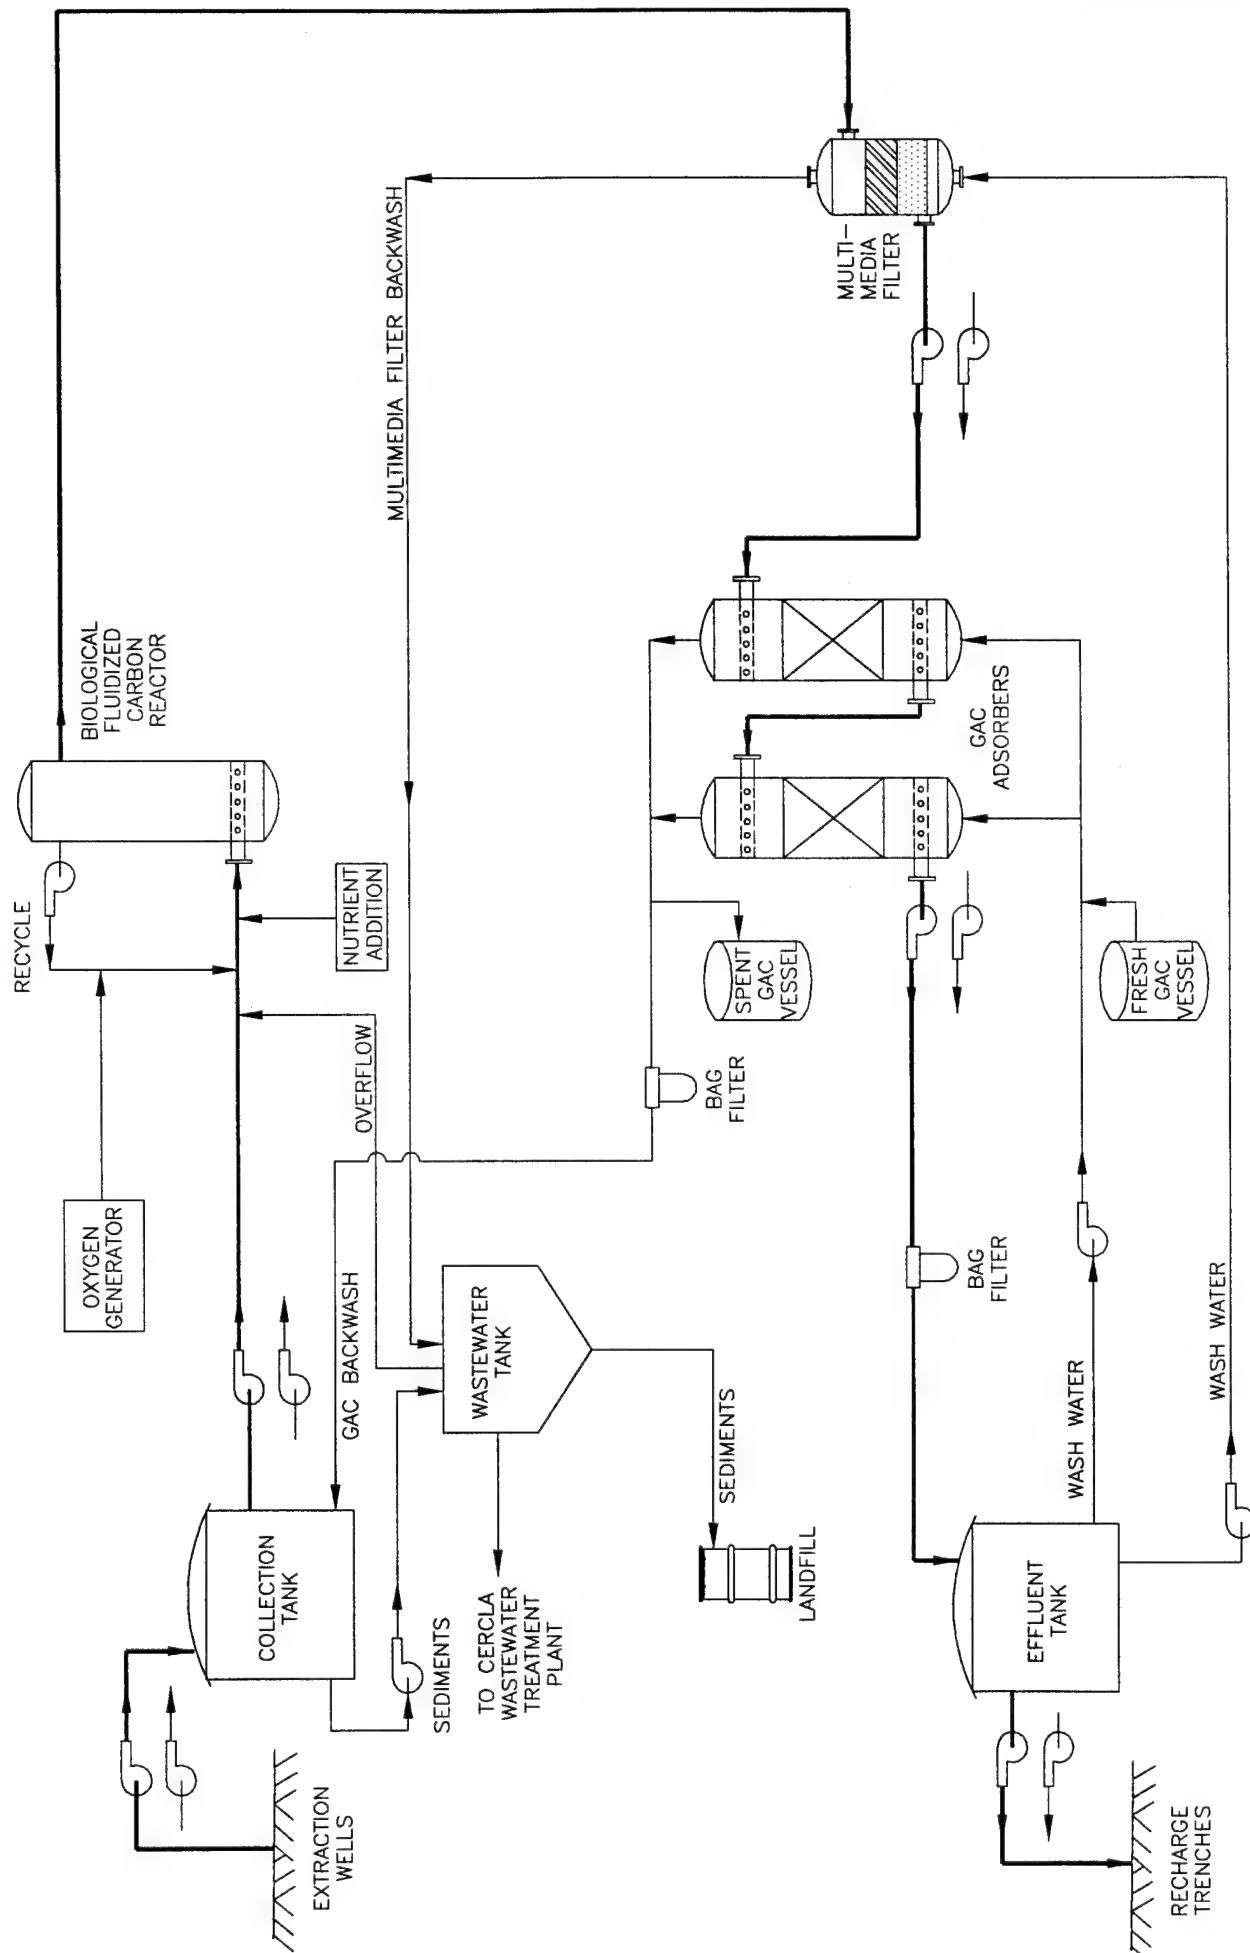 EXTRACTION
WELLS
COLLECTION
TANK
OXYGEN
GENERATOR
RECYCLE
BIOLOGICAL
FLUIDIZED
CARBON
REACTOR
NUTRIENT
ADDITION
OVERFLOW
GAC BACKWASH
MULTIMEDIA FILTER BACKWASH
SEDIMENTS
WASTEWATER
TANK
TO CERCLA
WASTEWATER
TREATMENT
PLANT
SEDIMENTS
LANDFILL
BAG
FILTER
SPENT
GAC
VESSEL
MULTI-
MEDIA
FILTER
GAC
ADSORBERS
BAG
FILTER
FRESH
GAC
VESSEL
EFFLUENT
TANK
WASH WATER
WASH WATER
RECHARGE
TRENCHES